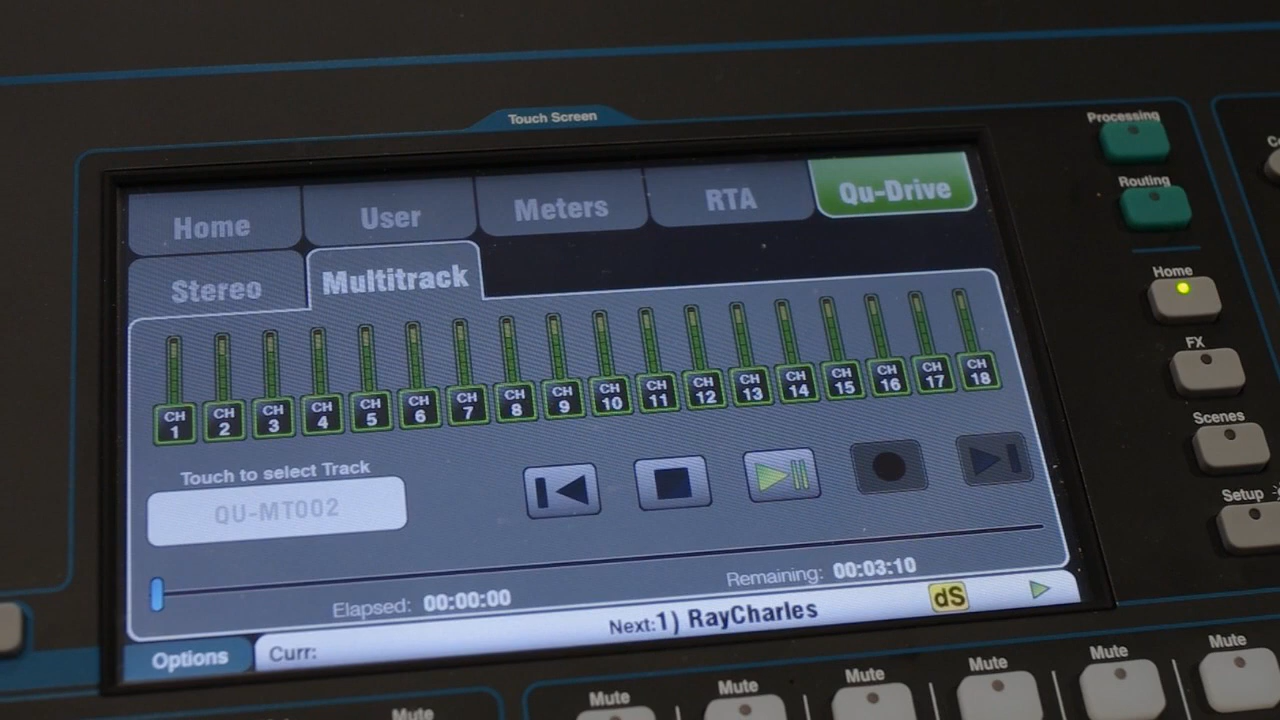 Touch Screen
Processing
Routing
Home
FX
Scenes
Setup
Home User Meters RTA Qu-Drive
Stereo Multitrack
CH 1 CH 2 CH 3 CH 4 CH 5 CH 6 CH 7 CH 8 CH 9 CH 10 CH 11 CH 12 CH 13 CH 14 CH 15 CH 16 CH 17 CH 18
Touch to select Track
QU-MT002
Elapsed: 00:00:00 Remaining: 00:03:10
Options Curr: Next:1) RayCharles dS
Mute Mute Mute Mute Mute Mute